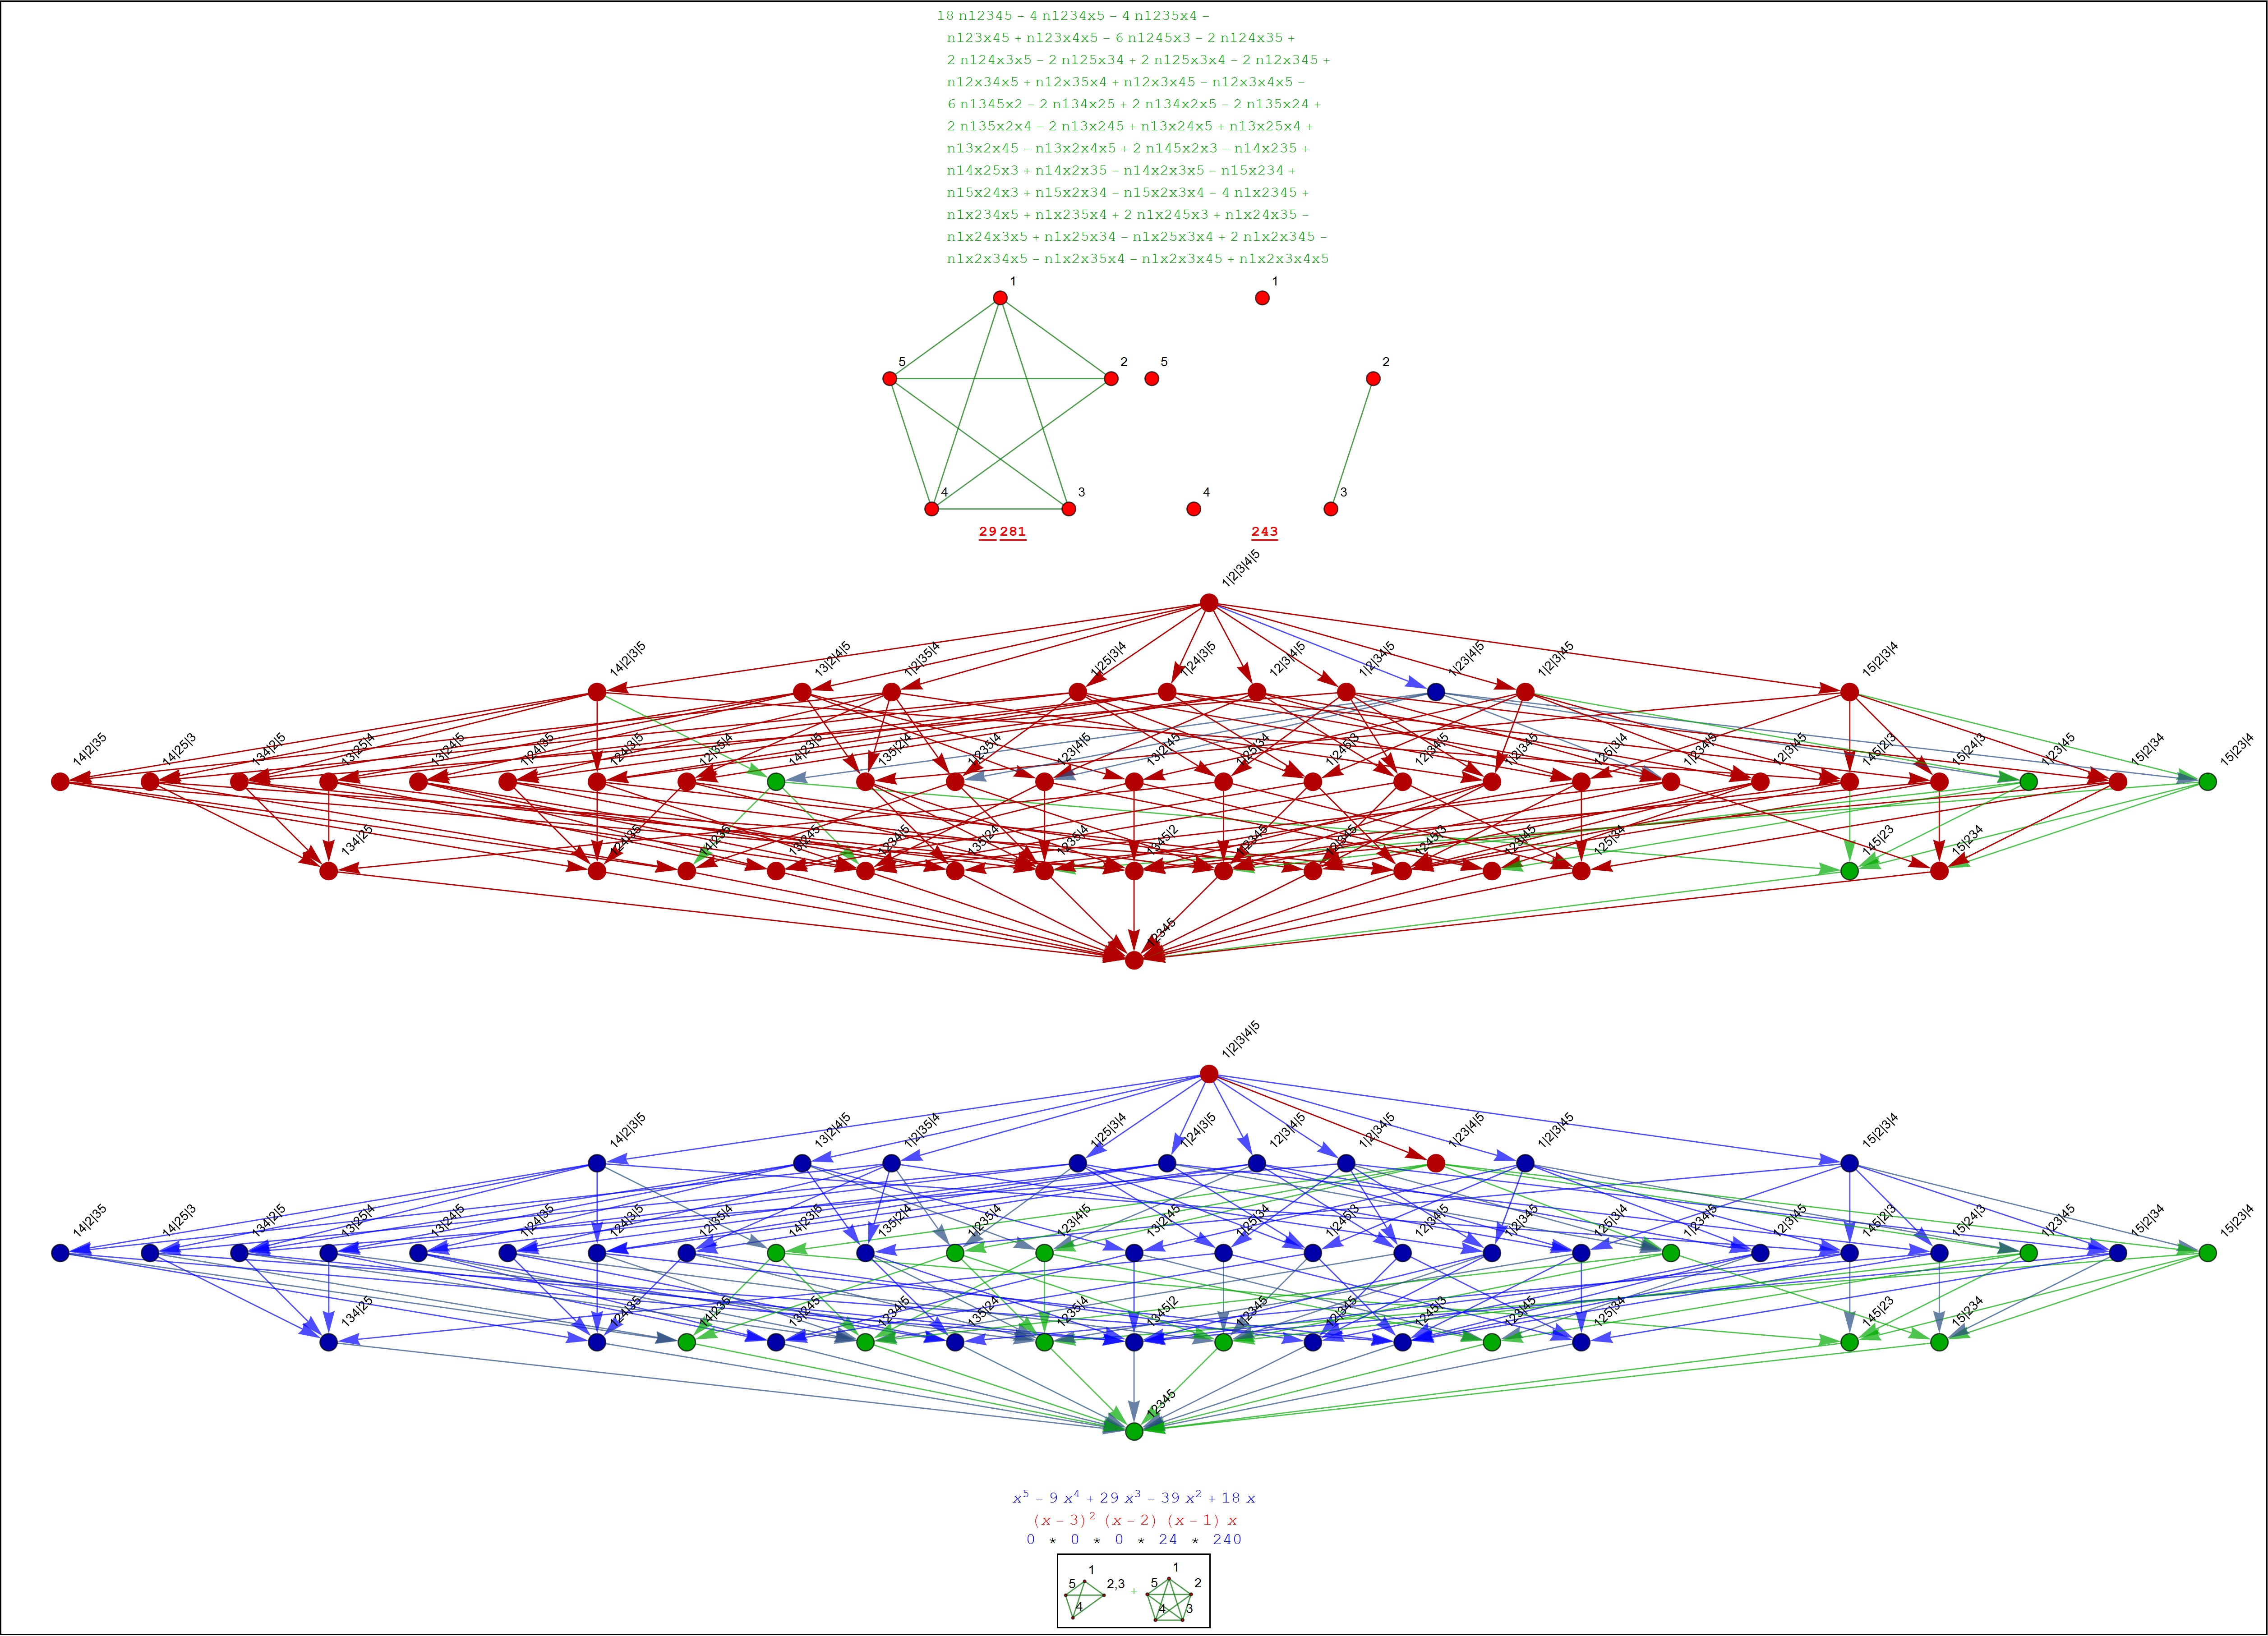 18 n12345 − 4 n1234x5 − 4 n1235x4 −
n123x45 + n123x4x5 − 6 n1245x3 − 2 n124x35 +
2 n124x3x5 − 2 n125x34 + 2 n125x3x4 − 2 n12x345 +
n12x34x5 + n12x35x4 + n12x3x45 − n12x3x4x5 −
6 n1345x2 − 2 n134x25 + 2 n134x2x5 − 2 n135x24 +
2 n135x2x4 − 2 n13x245 + n13x24x5 + n13x25x4 +
n13x2x45 − n13x2x4x5 + 2 n145x2x3 − n14x235 +
n14x25x3 + n14x2x35 − n14x2x3x5 − n15x234 +
n15x24x3 + n15x2x34 − n15x2x3x4 − 4 n1x2345 +
n1x234x5 + n1x235x4 + 2 n1x245x3 + n1x24x35 −
n1x24x3x5 + n1x25x34 − n1x25x3x4 + 2 n1x2x345 −
n1x2x34x5 − n1x2x35x4 − n1x2x3x45 + n1x2x3x4x5
1 1
5 2 5 2
4 3 4 3
29 281 243
1|2|3|4|5
14|2|3|5 13|2|4|5 1|2|35|4 1|25|3|4 1|24|3|5 12|3|4|5 1|2|34|5 1|23|4|5 1|2|3|45 15|2|3|4
14|2|35 14|25|3 134|2|5 13|25|4 13|24|5 1|24|35 124|3|5 12|35|4 14|23|5 135|2|4 1|235|4 123|4|5 13|2|45 1|25|34 1|245|3 12|34|5 1|2|345 125|3|4 1|234|5 12|3|45 145|2|3 15|24|3 1|23|45 15|2|34 15|23|4
134|25 124|35 14|235 13|245 1234|5 135|24 1235|4 1345|2 1|2345 12|345 1245|3 123|45 125|34 145|23 15|234
12345
1|2|3|4|5
14|2|3|5 13|2|4|5 1|2|35|4 1|25|3|4 1|24|3|5 12|3|4|5 1|2|34|5 1|23|4|5 1|2|3|45 15|2|3|4
14|2|35 14|25|3 134|2|5 13|25|4 13|24|5 1|24|35 124|3|5 12|35|4 14|23|5 135|2|4 1|235|4 123|4|5 13|2|45 1|25|34 1|245|3 12|34|5 1|2|345 125|3|4 1|234|5 12|3|45 145|2|3 15|24|3 1|23|45 15|2|34 15|23|4
134|25 124|35 14|235 13|245 1234|5 135|24 1235|4 1345|2 1|2345 12|345 1245|3 123|45 125|34 145|23 15|234
12345
x⁵ − 9 x⁴ + 29 x³ − 39 x² + 18 x
(x − 3)² (x − 2) (x − 1) x
0 * 0 * 0 * 24 * 240
1 1
5 2,3 + 5 2
4 4 3